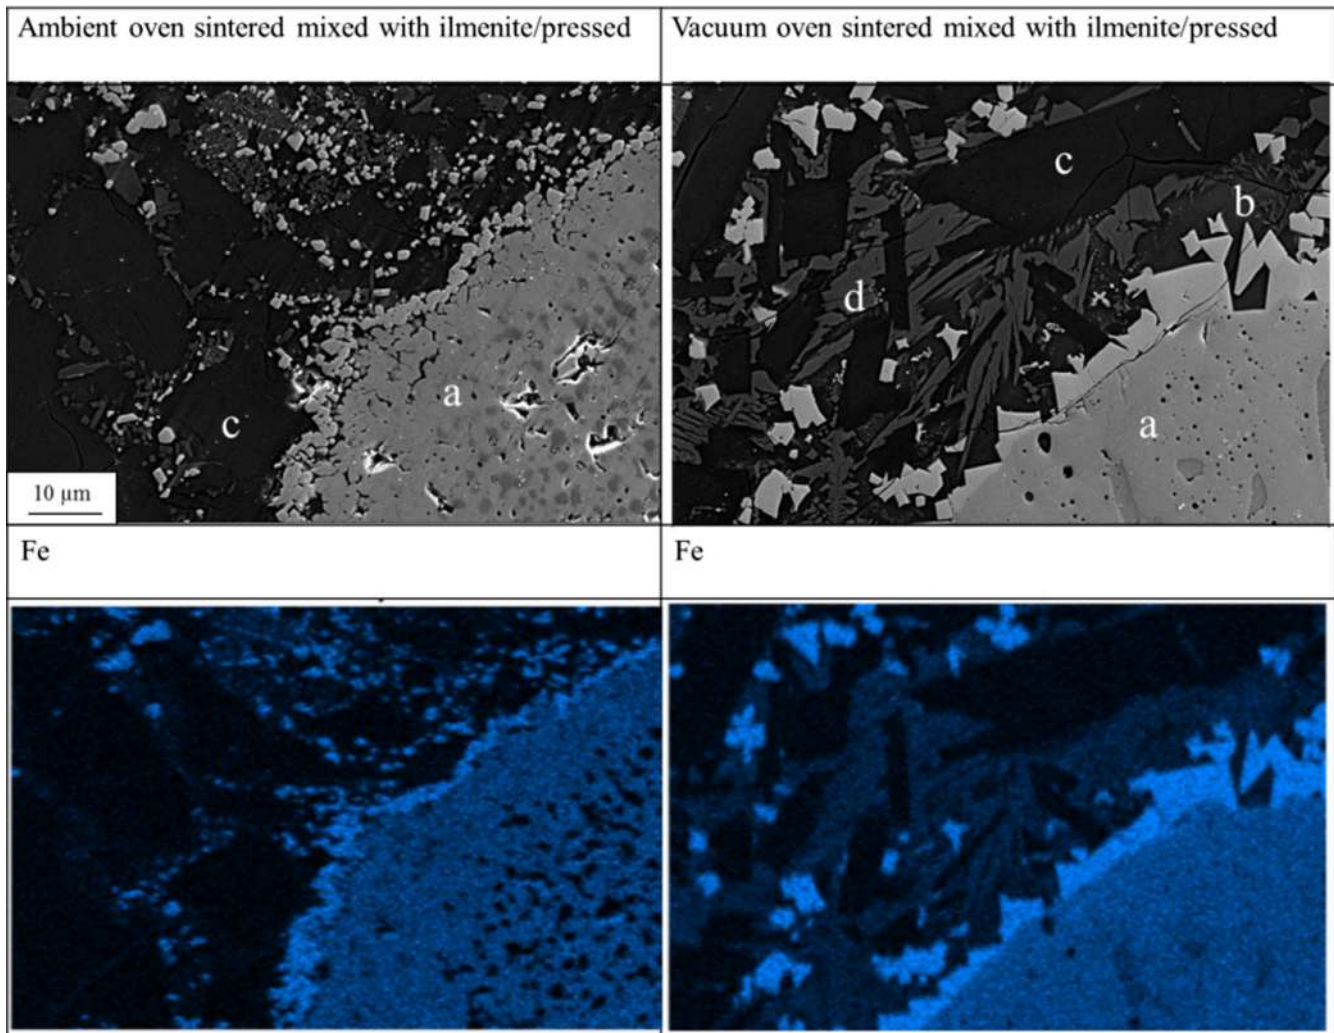 Ambient oven sintered mixed with ilmenite/pressed
Vacuum oven sintered mixed with ilmenite/pressed
a
c
10 µm
a
b
c
d
Fe
Fe